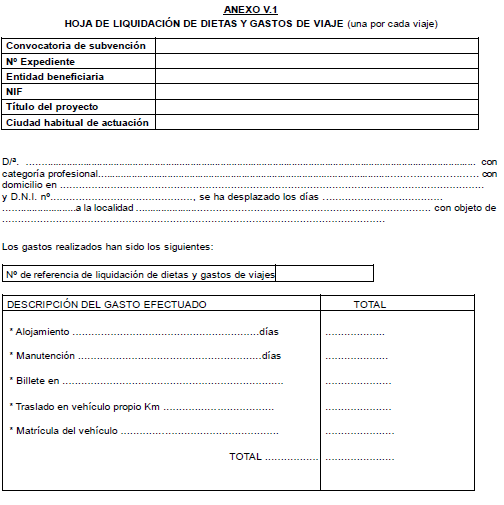 ANEXO V.1
HOJA DE LIQUIDACIÓN DE DIETAS Y GASTOS DE VIAJE (una por cada viaje)
Convocatoria de subvención
Nº Expediente
Entidad beneficiaria
NIF
Título del proyecto
Ciudad habitual de actuación
D/ª. ................................................................ con
categoría profesional................................................................ con
domicilio en ................................................................
y D.N.I. nº................................, se ha desplazado los días ................................
........................a la localidad ................................................................ con objeto de
................................................................
Los gastos realizados han sido los siguientes:
Nº de referencia de liquidación de dietas y gastos de viajes
DESCRIPCIÓN DEL GASTO EFECTUADO TOTAL
* Alojamiento ................................................días ...................
* Manutención ................................................días ...................
* Billete en ................................................ ...................
* Traslado en vehículo propio Km ................................ ...................
* Matrícula del vehículo ................................................ ...................
TOTAL ................. ......................